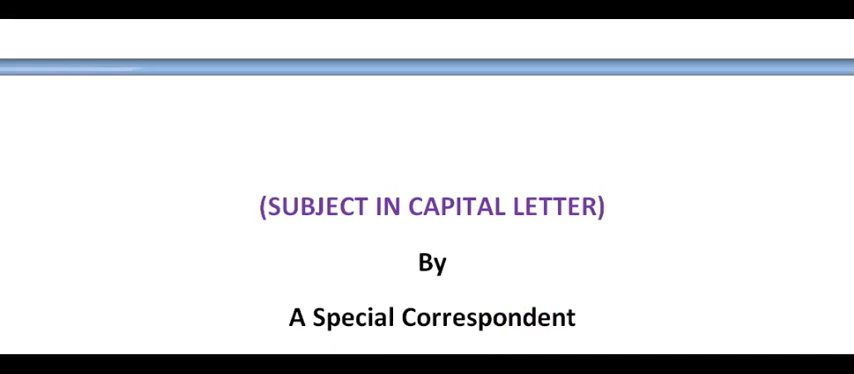 (SUBJECT IN CAPITAL LETTER)
By
A Special Correspondent